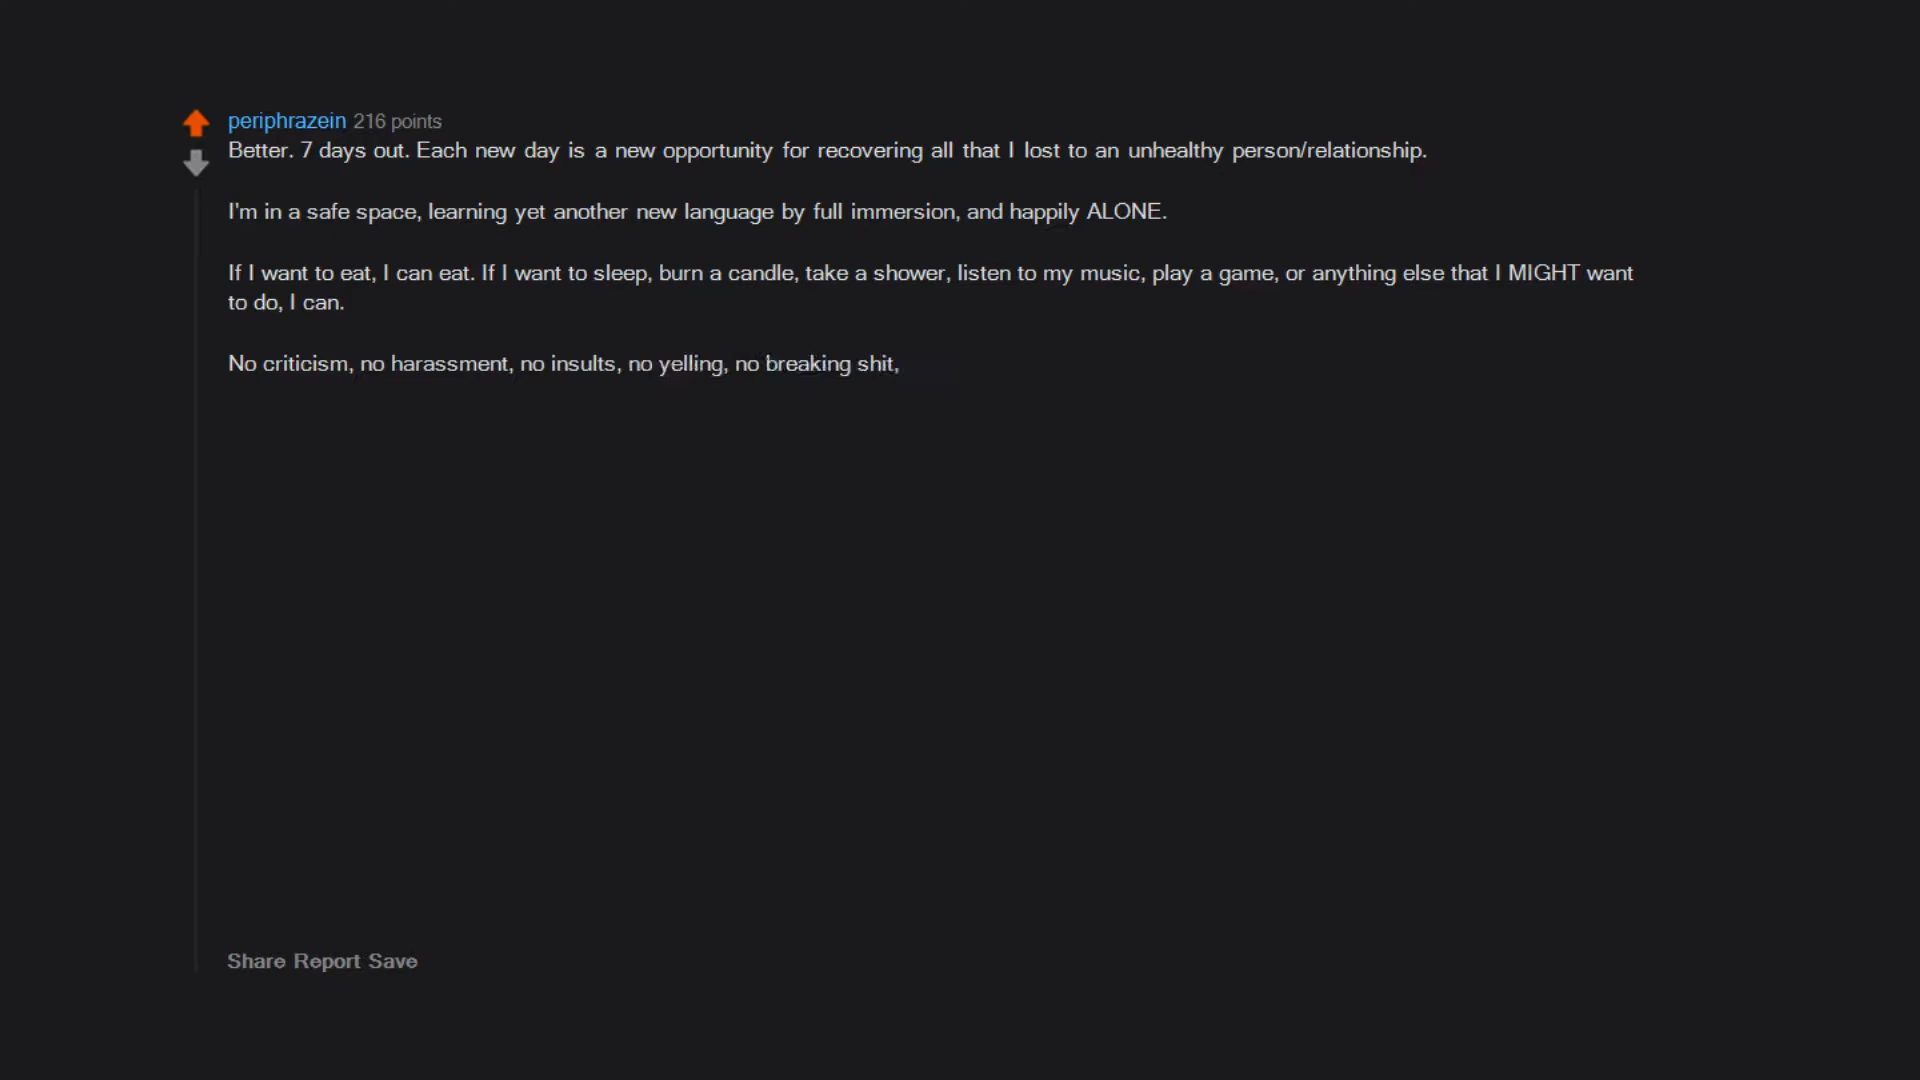 periphrazein 216 points
Better. 7 days out. Each new day is a new opportunity for recovering all that I lost to an unhealthy person/relationship.
I'm in a safe space, learning yet another new language by full immersion, and happily ALONE.
If I want to eat, I can eat. If I want to sleep, burn a candle, take a shower, listen to my music, play a game, or anything else that I MIGHT want
to do, I can.
No criticism, no harassment, no insults, no yelling, no breaking shit,
Share Report Save